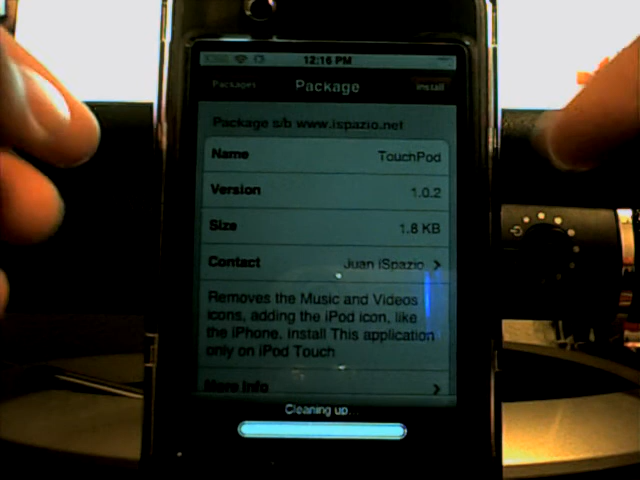 12:16 PM
Packages Package Install
Package s/b www.ispazio.net
Name TouchPod
Version 1.0.2
Size 1.8 KB
Contact Juan iSpazio
Removes the Music and Videos
icons, adding the iPod icon, like
the iPhone. Install This application
only on iPod Touch
More Info
Cleaning up...